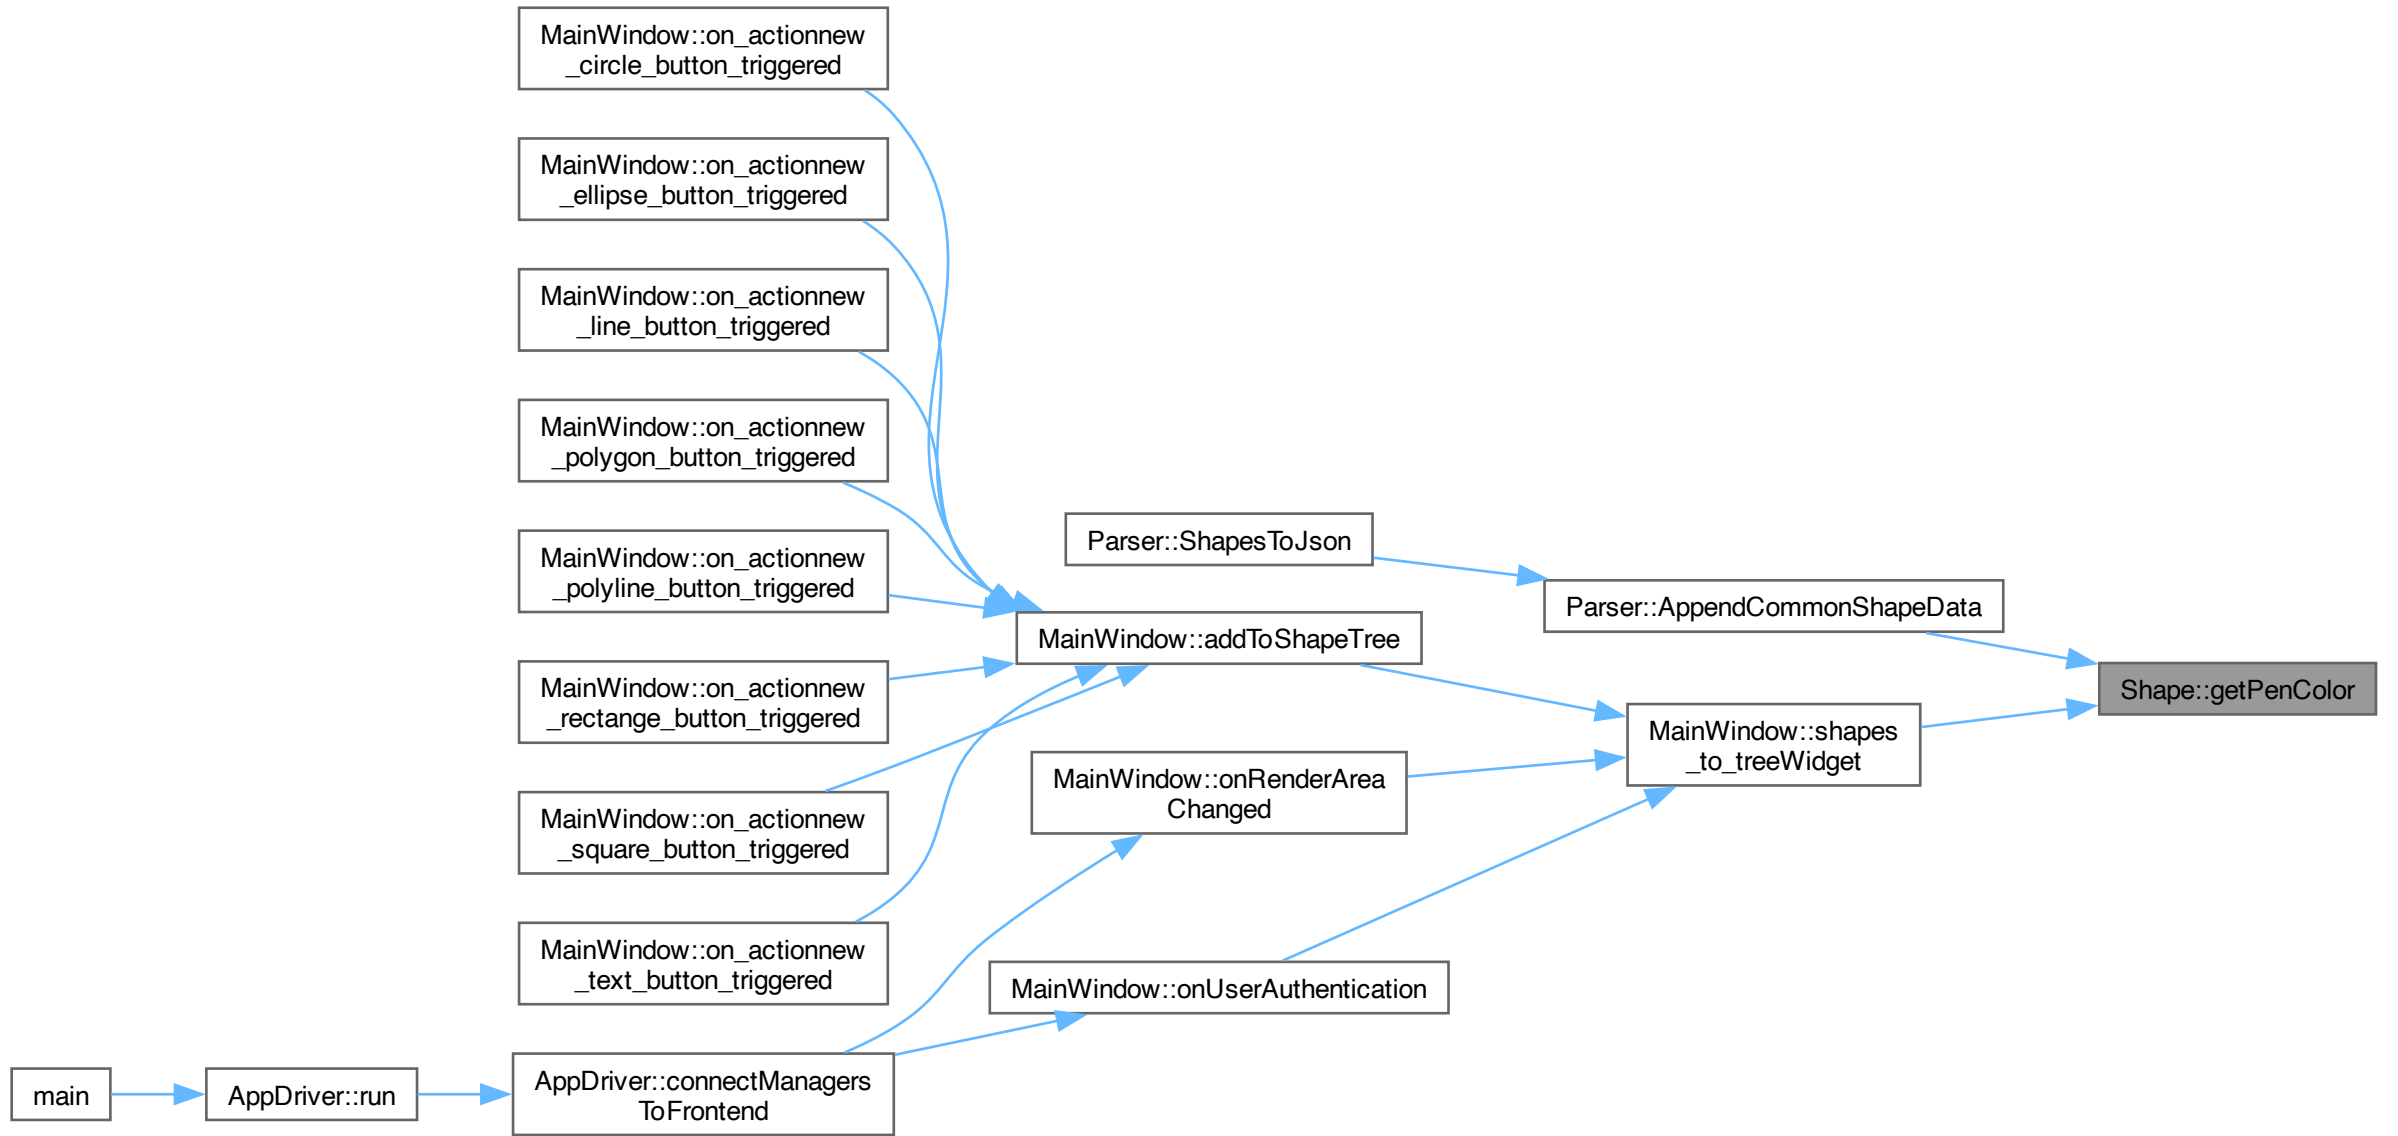 MainWindow::on_actionnew
_circle_button_triggered
MainWindow::on_actionnew
_ellipse_button_triggered
MainWindow::on_actionnew
_line_button_triggered
MainWindow::on_actionnew
_polygon_button_triggered
MainWindow::on_actionnew
_polyline_button_triggered
MainWindow::on_actionnew
_rectange_button_triggered
MainWindow::on_actionnew
_square_button_triggered
MainWindow::on_actionnew
_text_button_triggered
Parser::ShapesToJson
Parser::AppendCommonShapeData
MainWindow::addToShapeTree
Shape::getPenColor
MainWindow::shapes
_to_treeWidget
MainWindow::onRenderArea
Changed
MainWindow::onUserAuthentication
AppDriver::connectManagers
ToFrontend
AppDriver::run
main